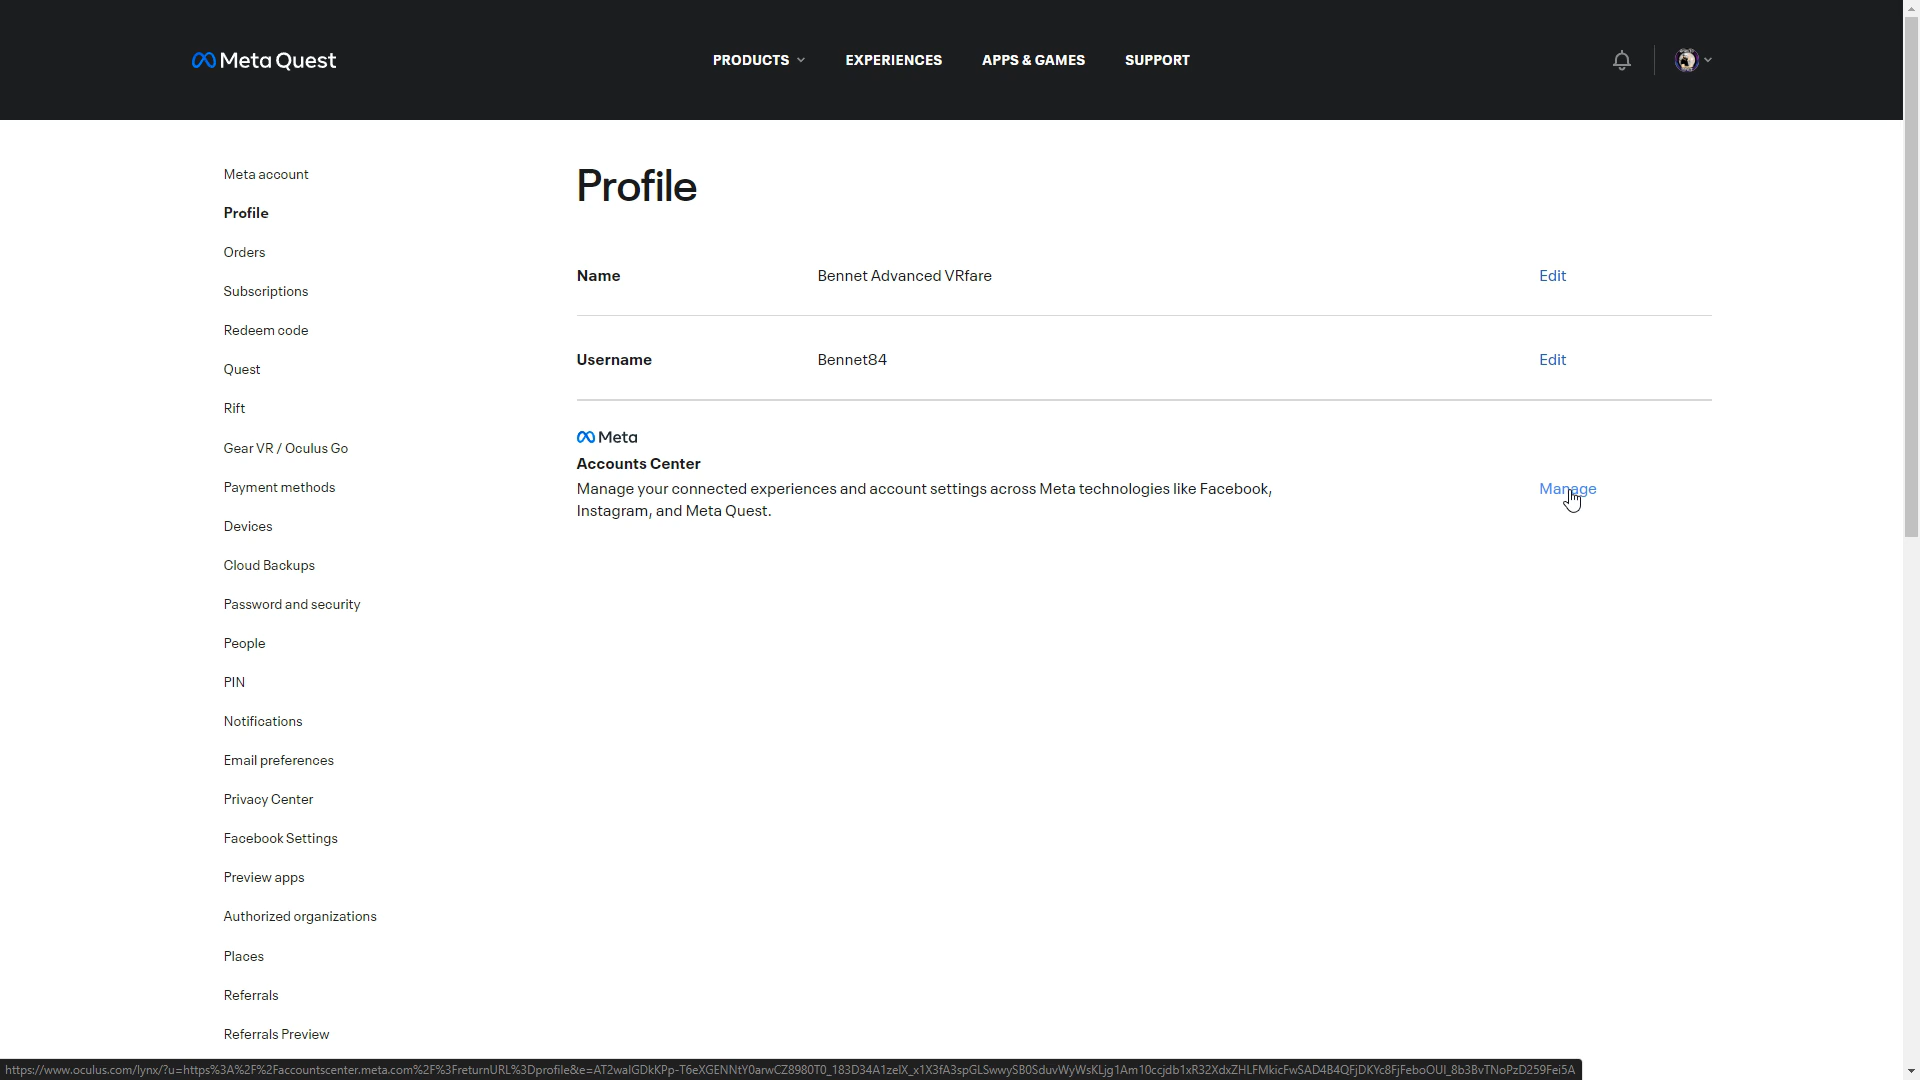 Meta Quest
PRODUCTS
EXPERIENCES
APPS & GAMES
SUPPORT
Meta account
Profile
Orders
Subscriptions
Redeem code
Quest
Rift
Gear VR / Oculus Go
Payment methods
Devices
Cloud Backups
Password and security
People
PIN
Notifications
Email preferences
Privacy Center
Facebook Settings
Preview apps
Authorized organizations
Places
Referrals
Referrals Preview
Profile
Name Bennet Advanced VRfare Edit
Username Bennet84 Edit
Meta
Accounts Center
Manage your connected experiences and account settings across Meta technologies like Facebook,
Instagram, and Meta Quest.
Manage